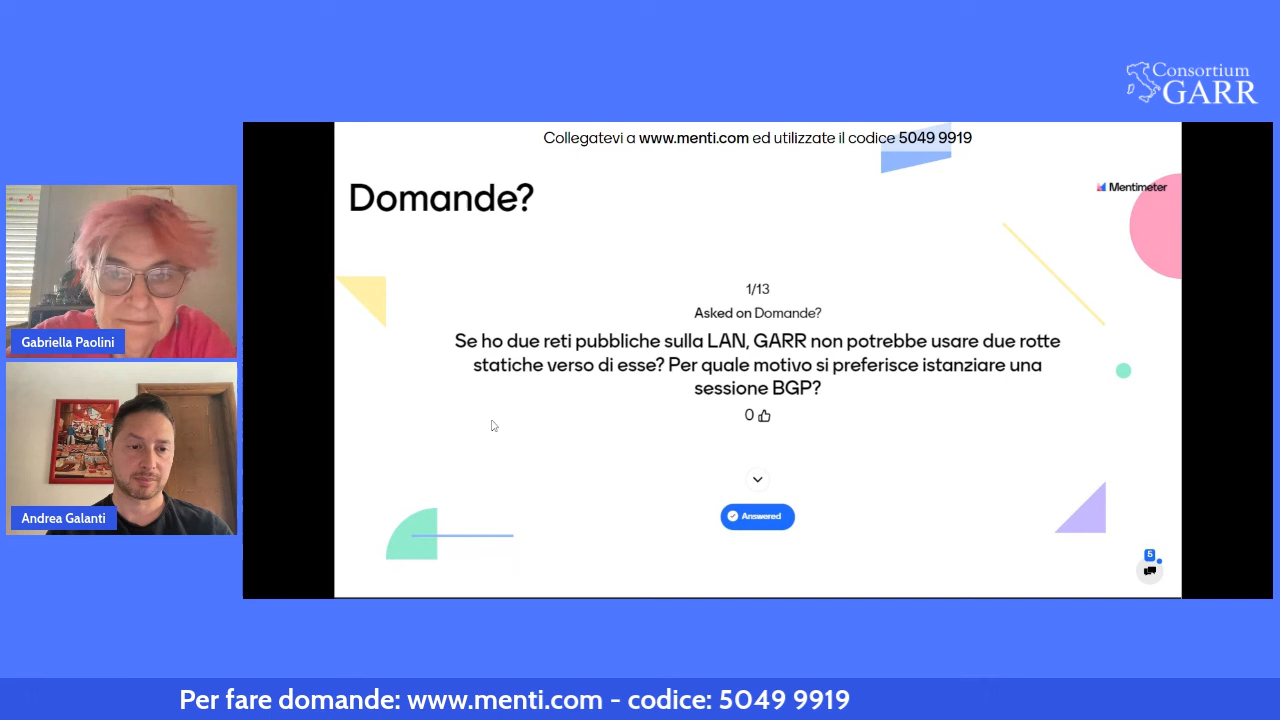 Consortium
GARR
Collegatevi a www.menti.com ed utilizzate il codice 5049 9919
Mentimeter
Domande?
1/13
Asked on Domande?
Se ho due reti pubbliche sulla LAN, GARR non potrebbe usare due rotte
statiche verso di esse? Per quale motivo si preferisce istanziare una
sessione BGP?
0
Answered
5
Gabriella Paolini
Andrea Galanti
Per fare domande: www.menti.com - codice: 5049 9919